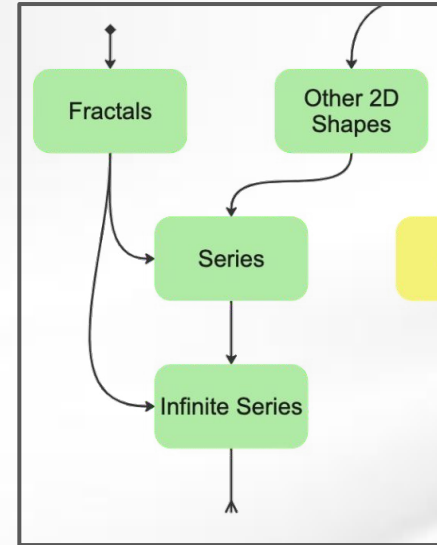 Fractals
Other 2D
Shapes
Series
Infinite Series